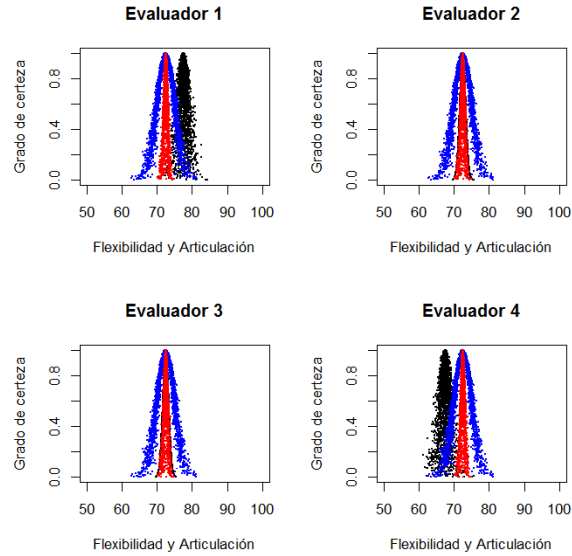 Evaluador 1
Grado de certeza
0.0 0.4 0.8
50 60 70 80 90 100
Flexibilidad y Articulación
Evaluador 2
Grado de certeza
0.0 0.4 0.8
50 60 70 80 90 100
Flexibilidad y Articulación
Evaluador 3
Grado de certeza
0.0 0.4 0.8
50 60 70 80 90 100
Flexibilidad y Articulación
Evaluador 4
Grado de certeza
0.0 0.4 0.8
50 60 70 80 90 100
Flexibilidad y Articulación